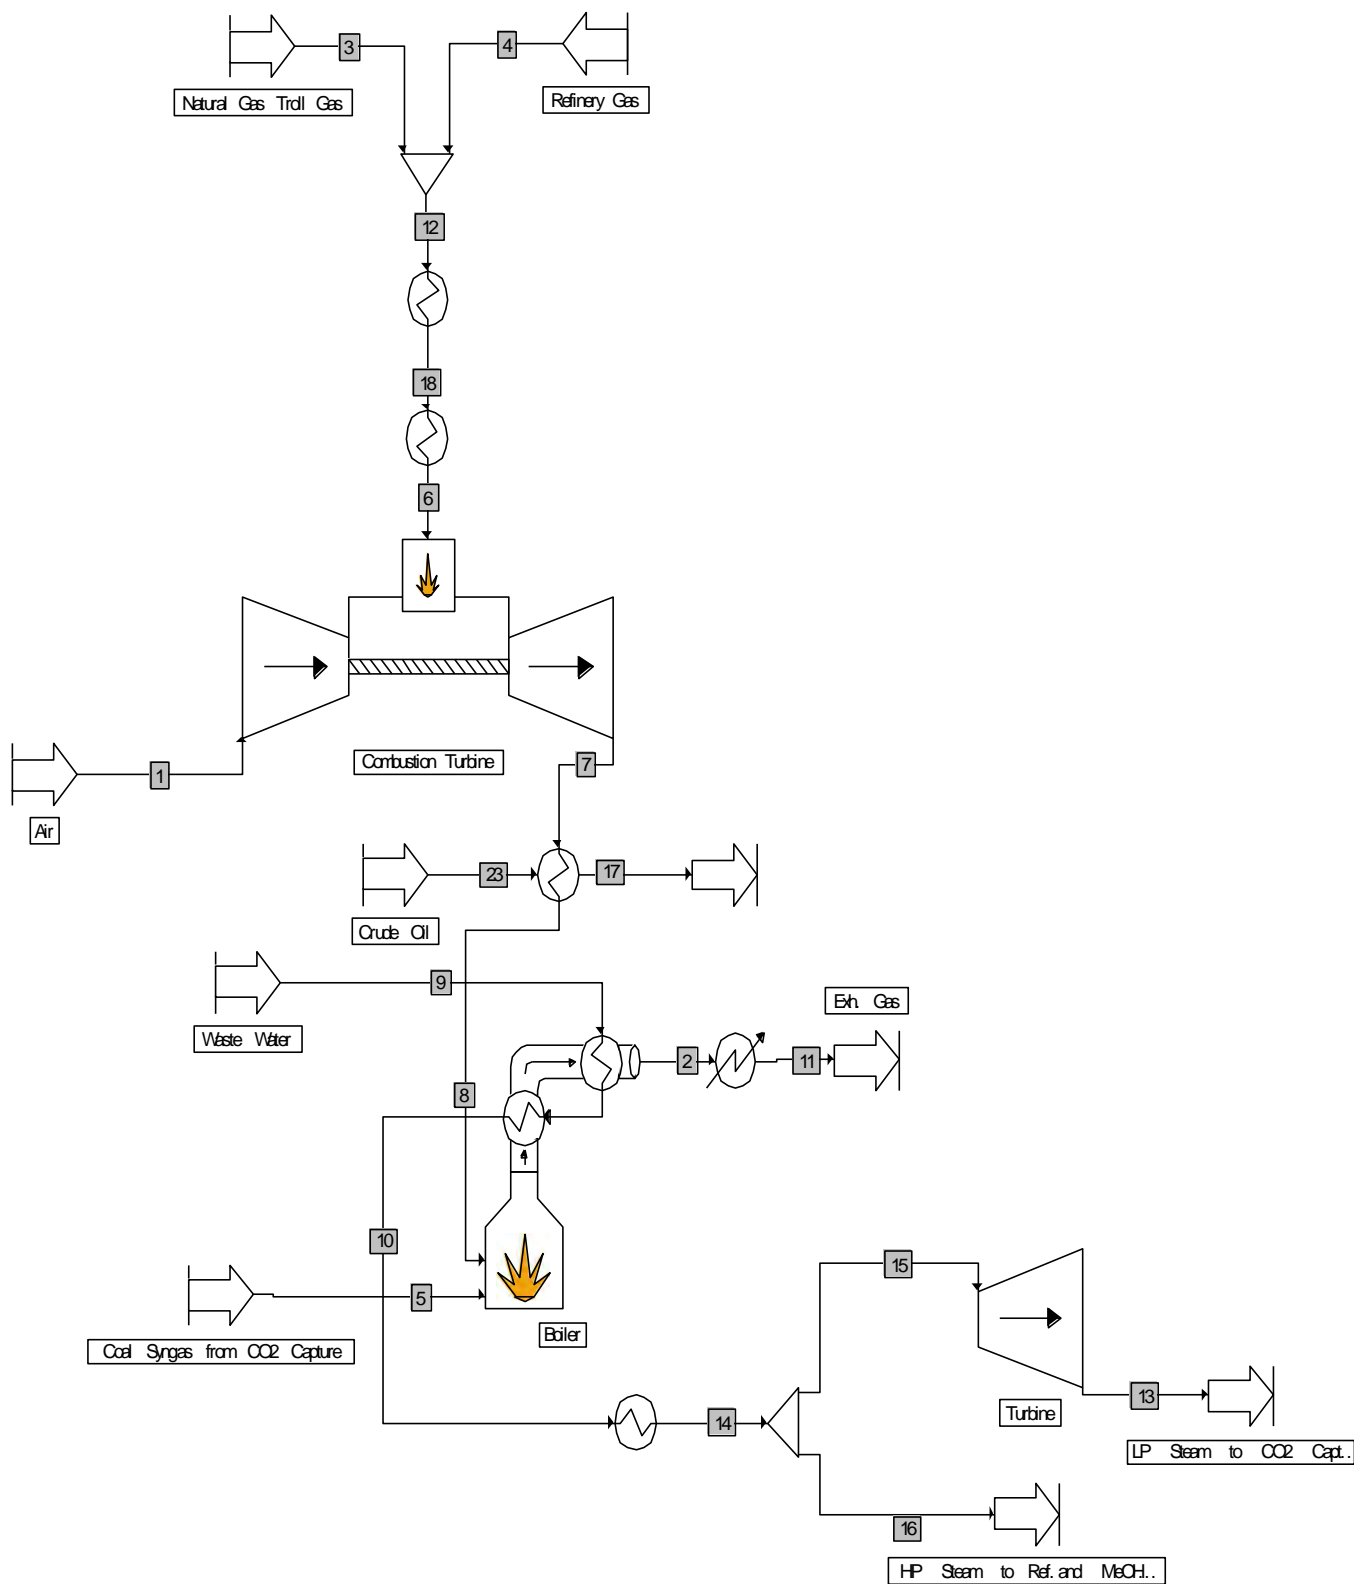 3
4
Natural Gas Troll Gas
Refinery Gas
12
18
6
Combustion Turbine
7
1
Air
23
17
Crude Oil
9
Exh. Gas
Waste Water
2
11
8
10
15
5
Boiler
Coal Syngas from CO2 Capture
13
14
Turbine
LP Steam to CO2 Capt..
16
HP Steam to Ref. and MeOH..